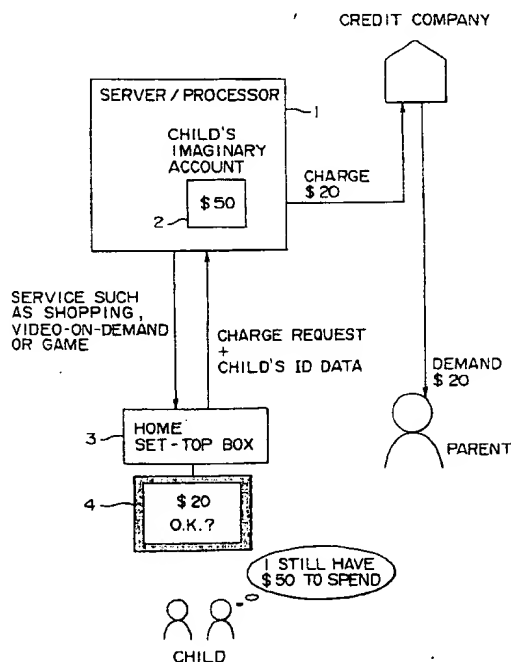 CREDIT COMPANY
SERVER/PROCESSOR
1
CHILD'S
IMAGINARY
ACCOUNT
$50
2
CHARGE
$20
SERVICE SUCH
AS SHOPPING,
VIDEO-ON-DEMAND
OR GAME
CHARGE REQUEST
+
CHILD'S ID DATA
DEMAND
$20
PARENT
3
HOME
SET-TOP BOX
4
$20
O.K.?
I STILL HAVE
$50 TO SPEND
CHILD